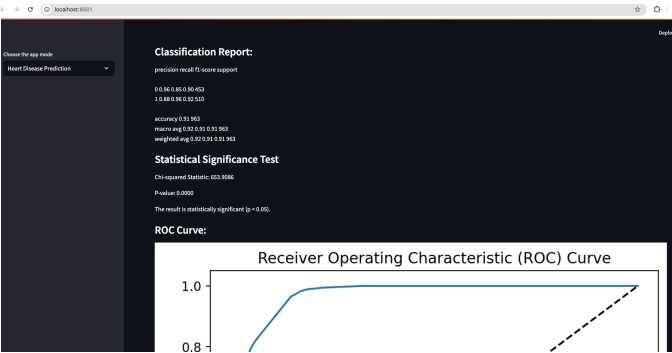 localhost:8501
Deplo
Choose the app mode
Heart Disease Prediction
Classification Report:
precision recall f1-score support
0 0.96 0.85 0.90 453
1 0.88 0.96 0.92 510
accuracy 0.91 963
macro avg 0.92 0.91 0.91 963
weighted avg 0.92 0.91 0.91 963
Statistical Significance Test
Chi-squared Statistic: 653.9086
P-value: 0.0000
The result is statistically significant (p < 0.05).
ROC Curve:
Receiver Operating Characteristic (ROC) Curve
1.0
0.8